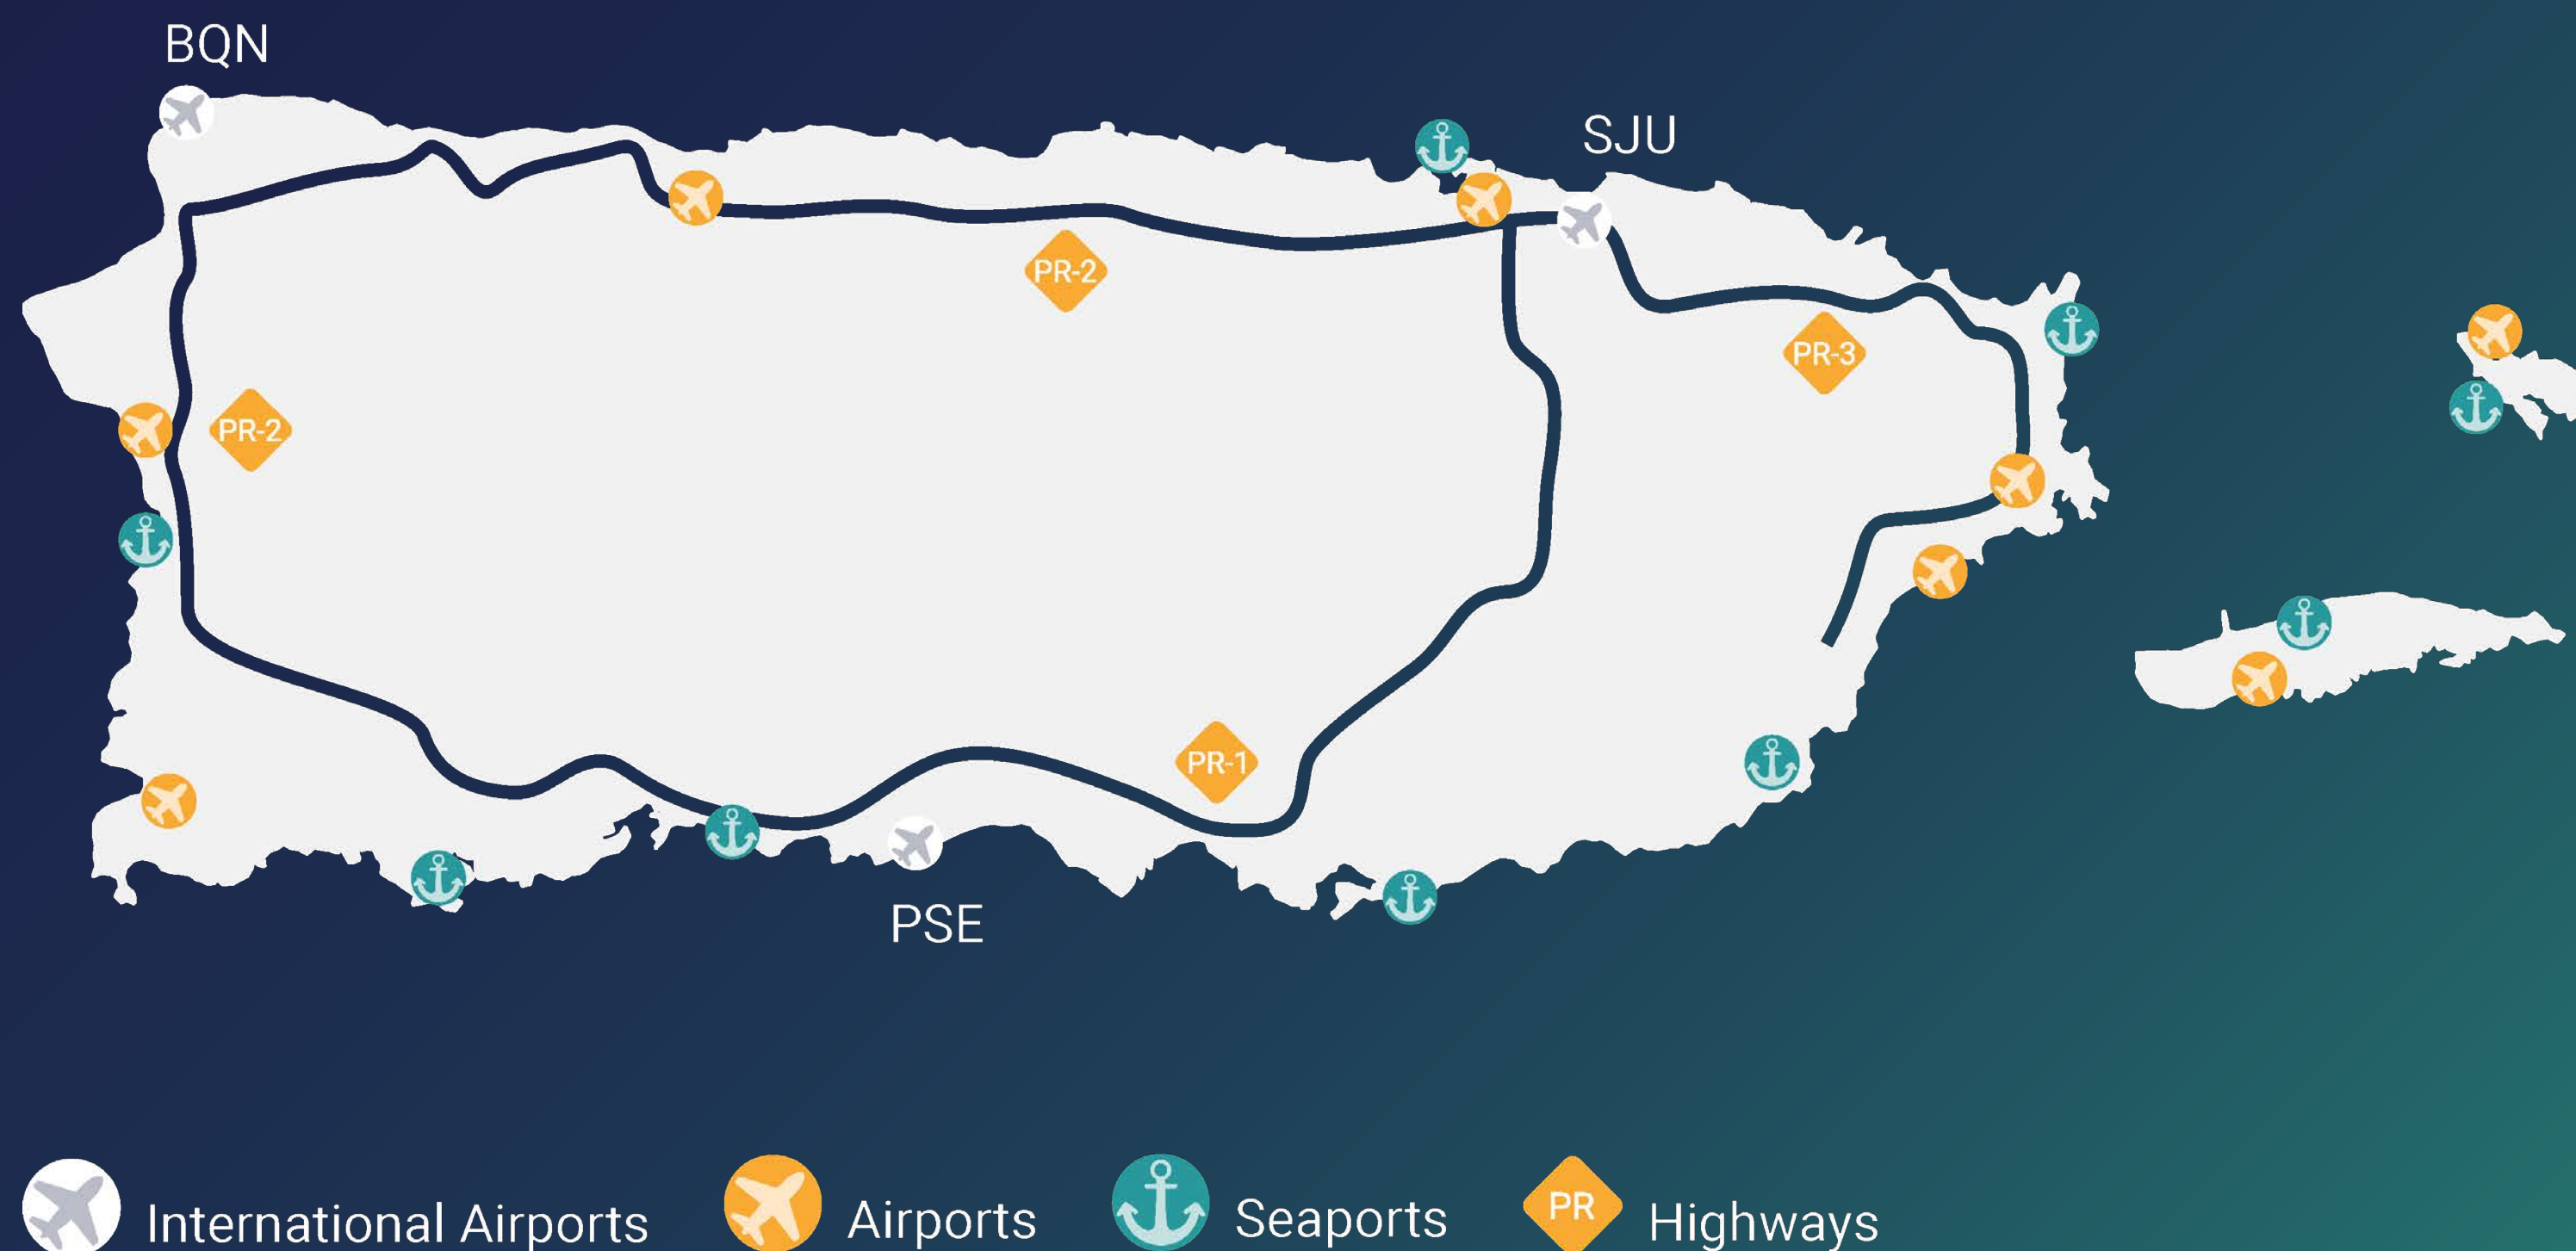 BQN
SJU
PR-2
PR-3
PR-2
PR-1
PSE
International Airports
Airports
Seaports
PR
Highways